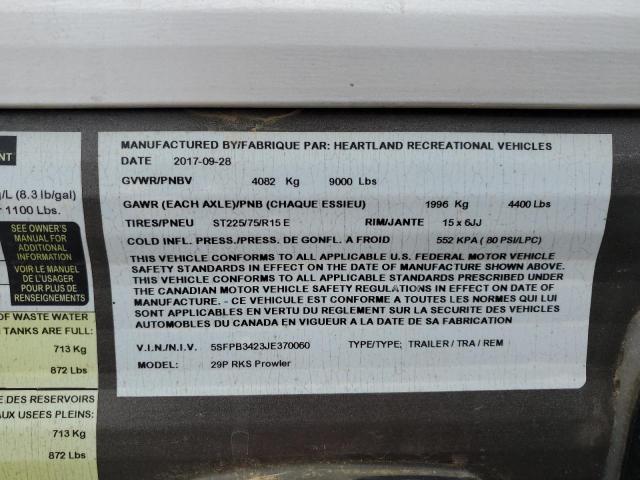 MANUFACTURED BY/FABRIQUE PAR: HEARTLAND RECREATIONAL VEHICLES
DATE 2017-09-28
GVWR/PNBV 4082 Kg 9000 Lbs
GAWR (EACH AXLE)/PNB (CHAQUE ESSIEU) 1996 Kg 4400 Lbs
TIRES/PNEU ST225/75/R15 E RIM/JANTE 15 x 6JJ
COLD INFL. PRESS./PRESS. DE GONFL. A FROID 552 KPA ( 80 PSI/LPC)
THIS VEHICLE CONFORMS TO ALL APPLICABLE U.S. FEDERAL MOTOR VEHICLE
SAFETY STANDARDS IN EFFECT ON THE DATE OF MANUFACTURE SHOWN ABOVE.
THIS VEHICLE CONFORMS TO ALL APPLICABLE STANDARDS PRESCRIBED UNDER
THE CANADIAN MOTOR VEHICLE SAFETY REGULATIONS IN EFFECT ON DATE OF
MANUFACTURE. - CE VEHICULE EST CONFORME A TOUTES LES NORMES QUI LUI
SONT APPLICABLES EN VERTU DU REGLEMENT SUR LA SECURITE DES VEHICULES
AUTOMOBILES DU CANADA EN VIGUEUR A LA DATE DE SA FABRICATION
V.I.N./N.I.V. 5SFPB3423JE370060 TYPE/TYPE: TRAILER / TRA / REM
MODEL: 29P RKS Prowler
/L (8.3 lb/gal)
1100 Lbs.
SEE OWNER'S
MANUAL FOR
ADDITIONAL
INFORMATION
VOIR LE MANUEL
DE L'USAGER
POUR PLUS DE
RENSEIGNEMENTS
OF WASTE WATER
TANKS ARE FULL:
713 Kg
872 Lbs
DES RESERVOIRS
USEES PLEINS:
713 Kg
872 Lbs